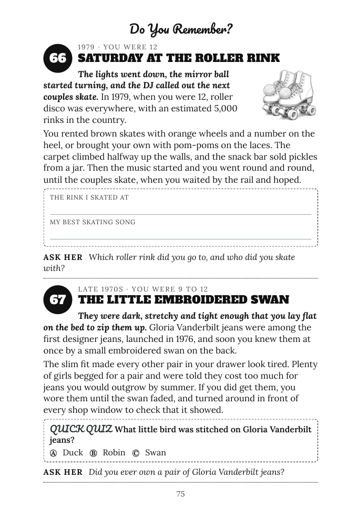 Do You Remember?
66
1979 · YOU WERE 12
SATURDAY AT THE ROLLER RINK
The lights went down, the mirror ball
started turning, and the DJ called out the next
couples skate. In 1979, when you were 12, roller
disco was everywhere, with an estimated 5,000
rinks in the country.
You rented brown skates with orange wheels and a number on the
heel, or brought your own with pom-poms on the laces. The
carpet climbed halfway up the walls, and the snack bar sold pickles
from a jar. Then the music started and you went round and round,
until the couples skate, when you waited by the rail and hoped.
THE RINK I SKATED AT
MY BEST SKATING SONG
ASK HER Which roller rink did you go to, and who did you skate
with?
67
LATE 1970S · YOU WERE 9 TO 12
THE LITTLE EMBROIDERED SWAN
They were dark, stretchy and tight enough that you lay flat
on the bed to zip them up. Gloria Vanderbilt jeans were among the
first designer jeans, launched in 1976, and soon you knew them at
once by a small embroidered swan on the back.
The slim fit made every other pair in your drawer look tired. Plenty
of girls begged for a pair and were told they cost too much for
jeans you would outgrow by summer. If you did get them, you
wore them until the swan faded, and turned around in front of
every shop window to check that it showed.
QUICK QUIZ What little bird was stitched on Gloria Vanderbilt
jeans?
Ⓐ Duck Ⓑ Robin Ⓒ Swan
ASK HER Did you ever own a pair of Gloria Vanderbilt jeans?
75